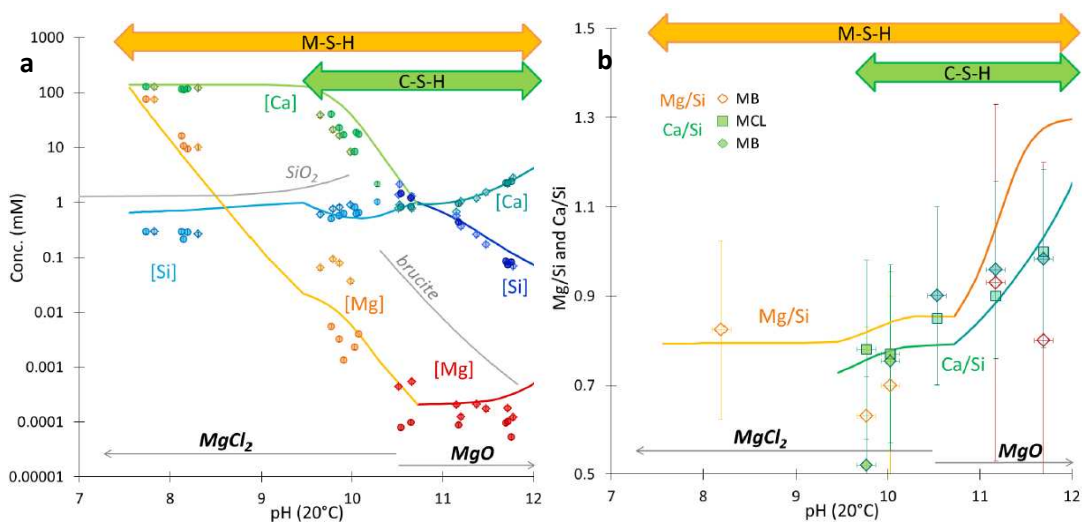 M-S-H
C-S-H
a
1000
100
10
1
0.1
0.01
0.001
0.0001
0.00001
Conc. (mM)
[Ca]
SiO2
[Ca]
[Si]
[Si]
[Mg]
brucite
[Mg]
MgCl2
MgO
7 8 9 10 11 12
pH (20°C)
M-S-H
C-S-H
b
1.5
1.3
1.1
0.9
0.7
0.5
Mg/Si and Ca/Si
Mg/Si MB
Ca/Si MCL
MB
Mg/Si
Ca/Si
MgCl2
MgO
7 8 9 10 11 12
pH (20°C)